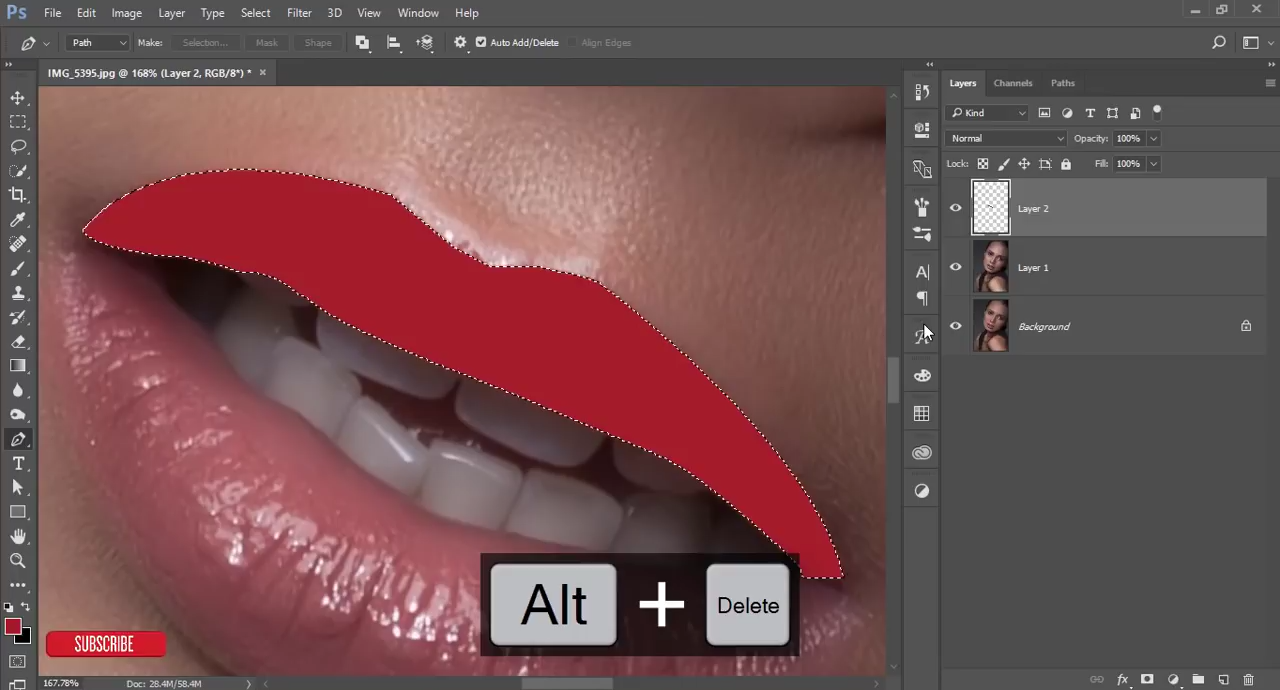 Ps File Edit Image Layer Type Select Filter 3D View Window Help
Path Make: Selection... Mask Shape Auto Add/Delete Align Edges
IMG_5395.jpg @ 168% (Layer 2, RGB/8*) *
Layers Channels Paths
Kind
Normal Opacity: 100%
Lock: Fill: 100%
Layer 2
Layer 1
Background
Alt + Delete
SUBSCRIBE
167.78% Doc: 28.4M/58.4M